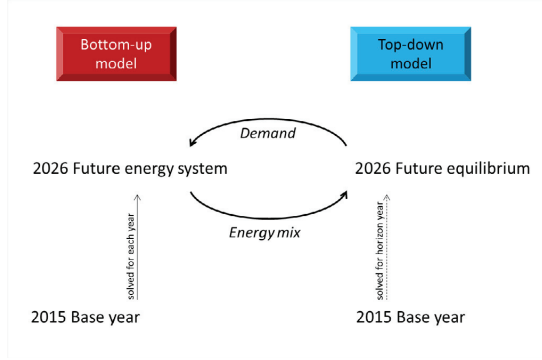 Bottom-up
model
Top-down
model
Demand
2026 Future energy system
2026 Future equilibrium
Energy mix
solved for each year
solved for horizon year
2015 Base year
2015 Base year